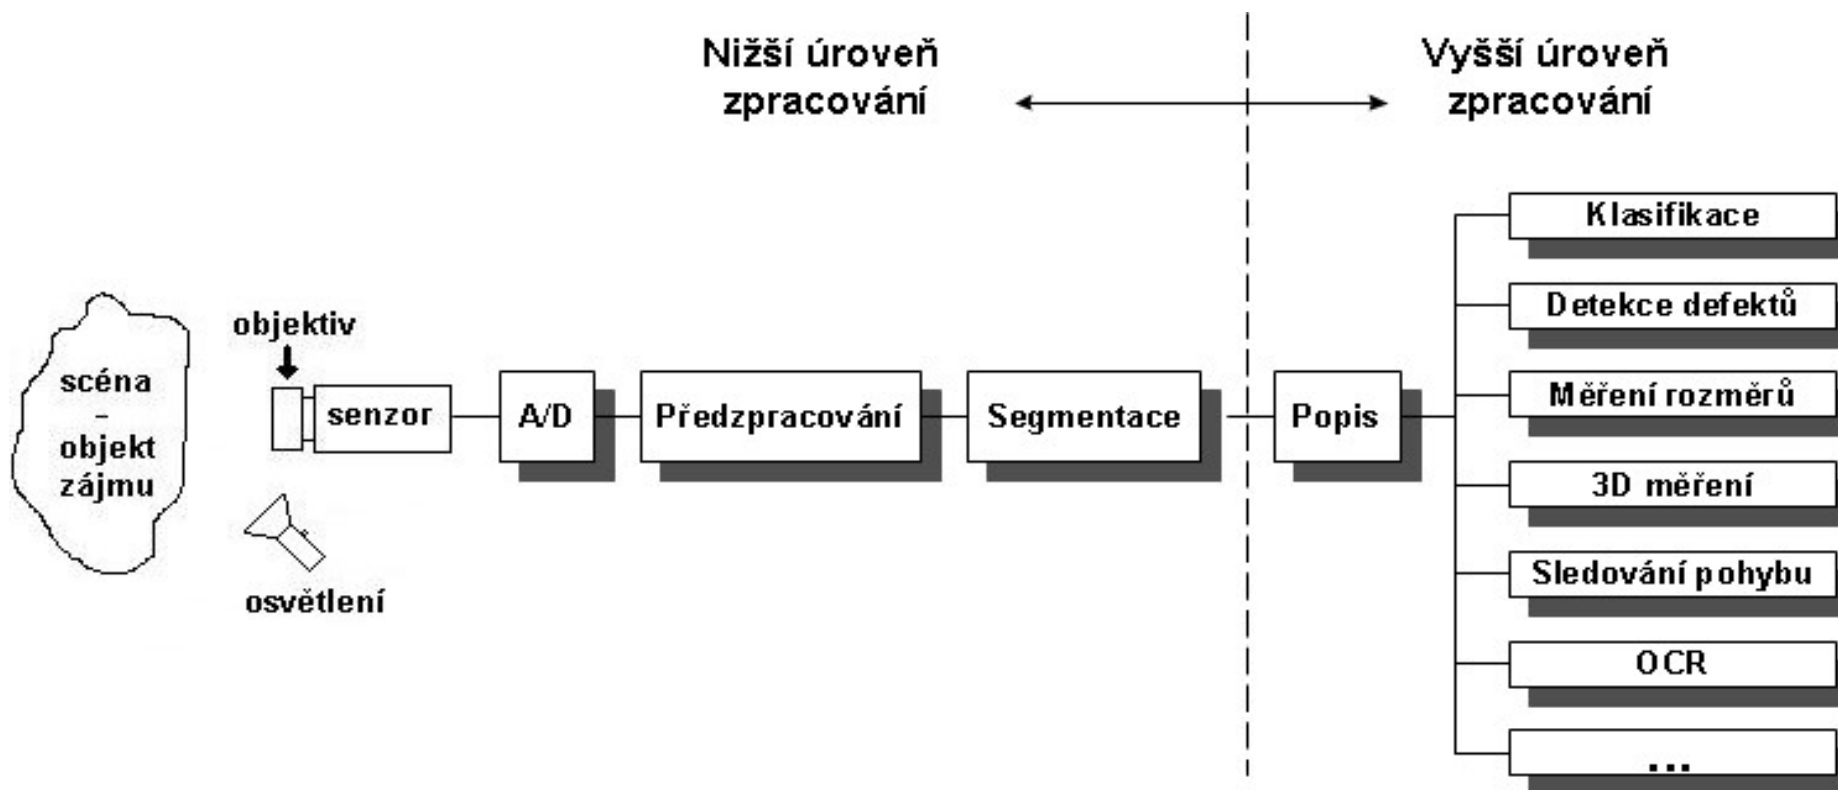 Nižší úroveň
zpracování
Vyšší úroveň
zpracování
scéna
–
objekt
zájmu
objektiv
senzor
osvětlení
A/D
Předzpracování
Segmentace
Popis
Klasifikace
Detekce defektů
Měření rozměrů
3D měření
Sledování pohybu
OCR
...